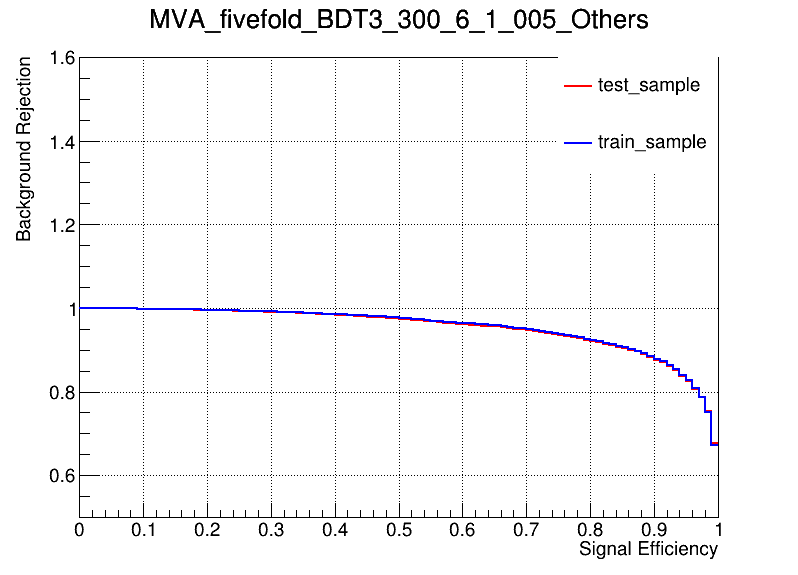 MVA_fivefold_BDT3_300_6_1_005_Others
Background Rejection
1.6
1.4
1.2
1
0.8
0.6
test_sample
train_sample
0 0.1 0.2 0.3 0.4 0.5 0.6 0.7 0.8 0.9 1
Signal Efficiency